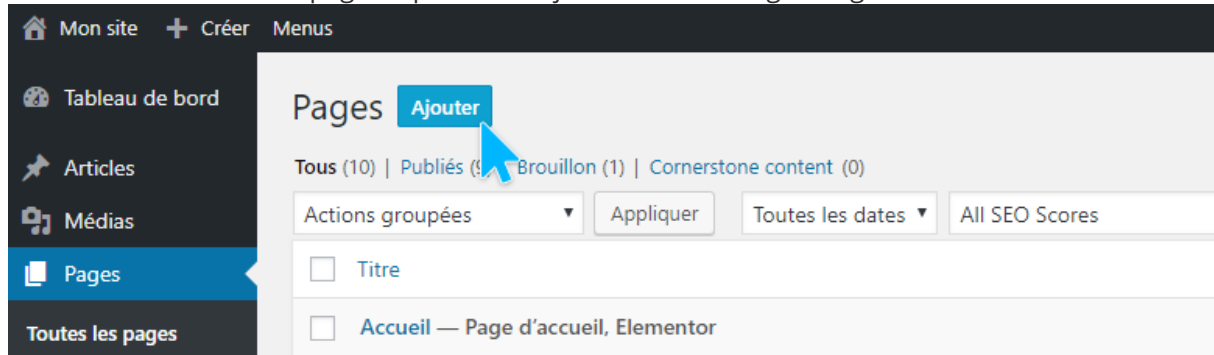 Mon site + Créer Menus
Tableau de bord
Pages Ajouter
Articles
Tous (10) | Publiés ( Brouillon (1) | Cornerstone content (0)
Médias
Actions groupées Appliquer Toutes les dates All SEO Scores
Pages
Titre
Toutes les pages
Accueil — Page d'accueil, Elementor